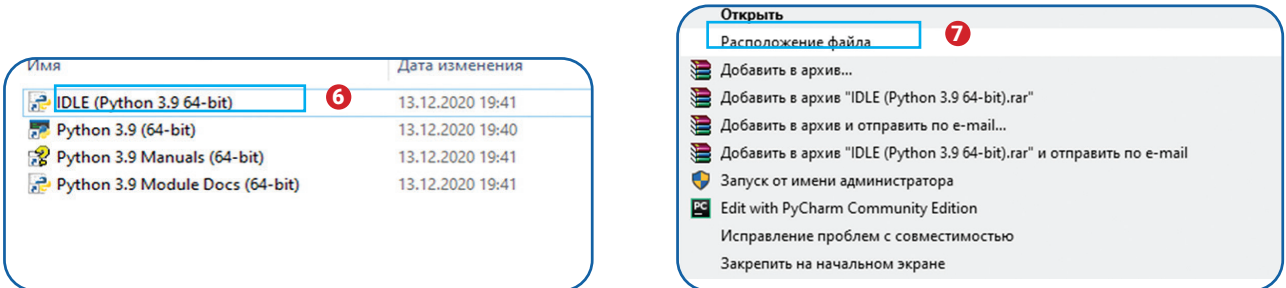 Имя Дата изменения
IDLE (Python 3.9 64-bit) 6 13.12.2020 19:41
Python 3.9 (64-bit) 13.12.2020 19:40
Python 3.9 Manuals (64-bit) 13.12.2020 19:41
Python 3.9 Module Docs (64-bit) 13.12.2020 19:41
Открыть
Расположение файла 7
Добавить в архив...
Добавить в архив "IDLE (Python 3.9 64-bit).rar"
Добавить в архив и отправить по e-mail...
Добавить в архив "IDLE (Python 3.9 64-bit).rar" и отправить по e-mail
Запуск от имени администратора
PC Edit with PyCharm Community Edition
Исправление проблем с совместимостью
Закрепить на начальном экране